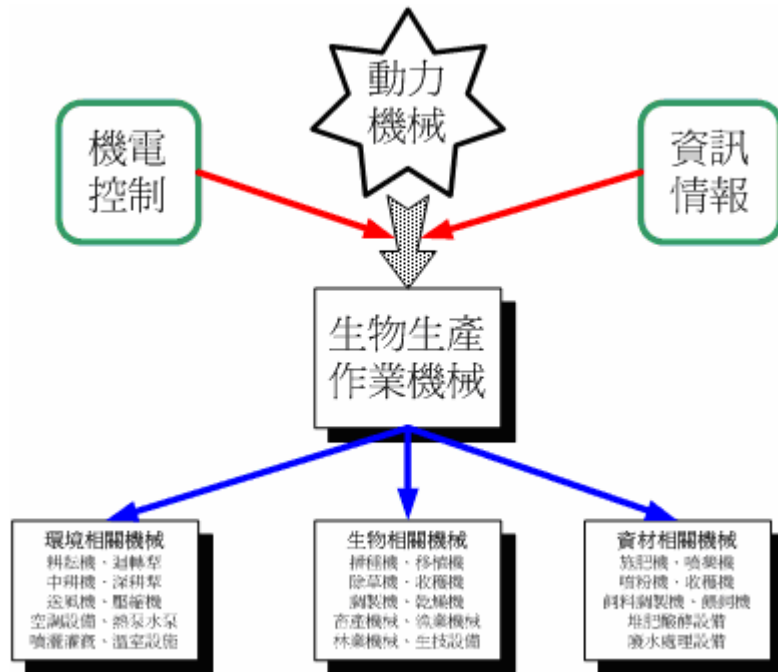 動力
機械
機電
控制
資訊
情報
生物生產
作業機械
環境相關機械
耕耘機、迴轉犁
中耕機、深耕犁
送風機、壓縮機
空調設備、熱泵水泵
噴灑灌溉、溫室設施
生物相關機械
播種機、移植機
除草機、收穫機
調製機、乾燥機
畜產機械、漁業機械
林業機械、生技設備
資材相關機械
施肥機、噴藥機
噴粉機、收穫機
飼料調製機、餵飼機
堆肥醱酵設備
廢水處理設備